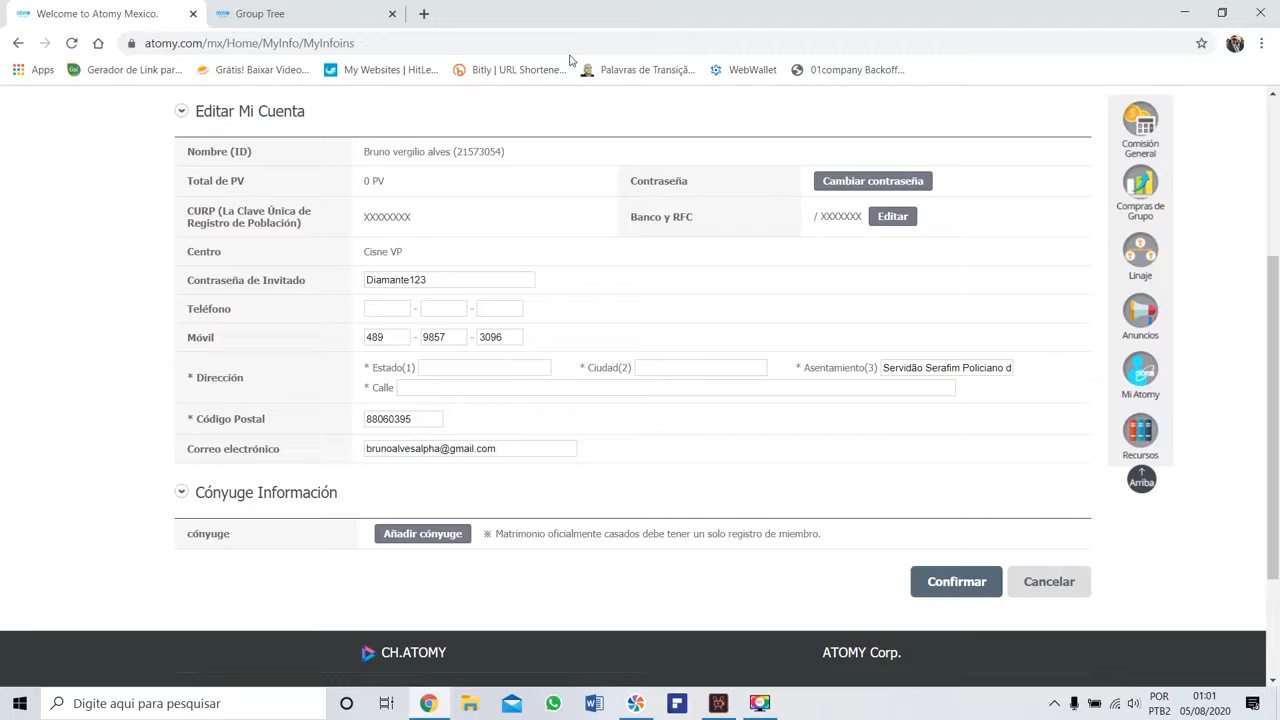 Welcome to Atomy Mexico.
Group Tree
atomy.com/mx/Home/MyInfo/MyInfoins
Apps
Gerador de Link par...
Grátis! Baixar Video...
My Websites | HitLe...
Bitly | URL Shortene...
Palavras de Transiçã...
WebWallet
01company Backoff...
Editar Mi Cuenta
Nombre (ID) Bruno vergilio alves (21573054)
Total de PV 0 PV Contraseña Cambiar contraseña
CURP (La Clave Única de
Registro de Población) XXXXXXXX Banco y RFC / XXXXXXX Editar
Centro Cisne VP
Contraseña de Invitado Diamante123
Teléfono - -
Móvil 489 - 9857 - 3096
* Dirección * Estado(1) * Ciudad(2) * Asentamiento(3) Servidão Serafim Policiano d
* Calle
* Código Postal 88060395
Correo electrónico brunoalvesalpha@gmail.com
Cónyuge Información
cónyuge Añadir cónyuge ※ Matrimonio oficialmente casados debe tener un solo registro de miembro.
Confirmar Cancelar
Comisión
General
Compras de
Grupo
Linaje
Anuncios
Mi Atomy
Recursos
Arriba
CH.ATOMY ATOMY Corp.
Digite aqui para pesquisar
POR
PTB2
01:01
05/08/2020